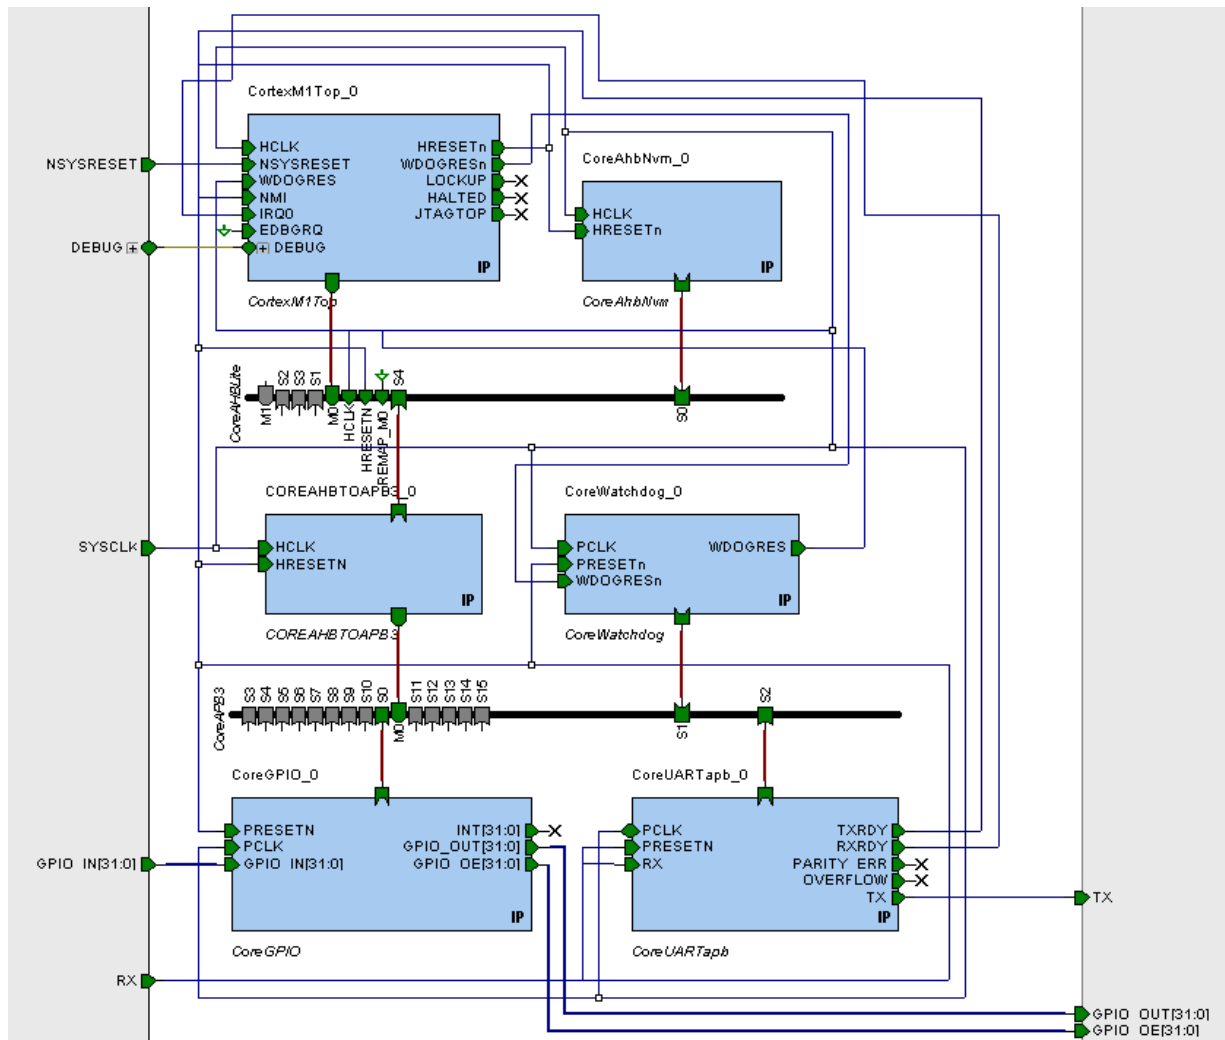 CortexM1Top_0
HCLK
NSYSRESET
WDOGRES
NMI
IRQ0
EDBGRQ
DEBUG
HRESETn
WDOGRESn
LOCKUP
HALTED
JTAGTOP
IP
CortexM1Top
NSYSRESET
DEBUG
CoreAhbNvm_0
HCLK
HRESETn
IP
CoreAhbNvm
CoreAHBLite
M1
S2
S3
S1
M0
HCLK
HRESETN
REMAP_M0
S4
S0
COREAHBTOAPB3_0
HCLK
HRESETN
IP
COREAHBTOAPB3
SYSCLK
CoreWatchdog_0
PCLK
PRESETn
WDOGRESn
WDOGRES
IP
CoreWatchdog
CoreAPB3
S3
S4
S5
S6
S7
S8
S9
S10
S0
M0
S11
S12
S13
S14
S15
S1
S2
CoreGPIO_0
PRESETN
PCLK
GPIO_IN[31:0]
INT[31:0]
GPIO_OUT[31:0]
GPIO_OE[31:0]
IP
CoreGPIO
GPIO_IN[31:0]
RX
CoreUARTapb_0
PCLK
PRESETN
RX
TXRDY
RXRDY
PARITY_ERR
OVERFLOW
TX
IP
CoreUARTapb
TX
GPIO_OUT[31:0]
GPIO_OE[31:0]